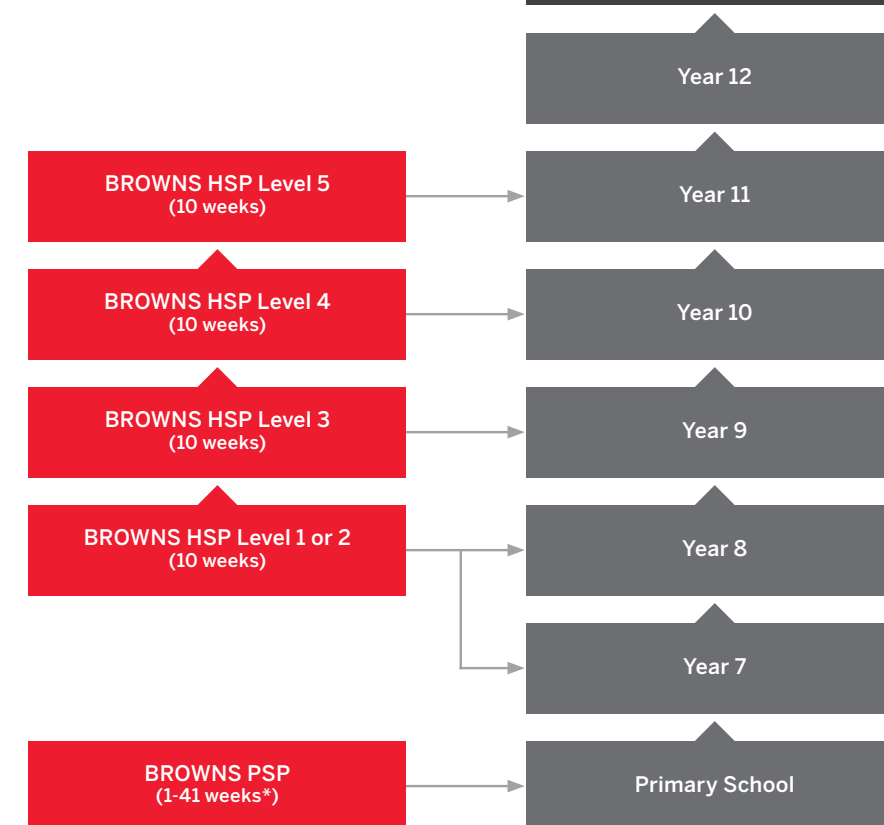 Year 12
BROWNS HSP Level 5
(10 weeks)
Year 11
BROWNS HSP Level 4
(10 weeks)
Year 10
BROWNS HSP Level 3
(10 weeks)
Year 9
BROWNS HSP Level 1 or 2
(10 weeks)
Year 8
Year 7
BROWNS PSP
(1-41 weeks*)
Primary School